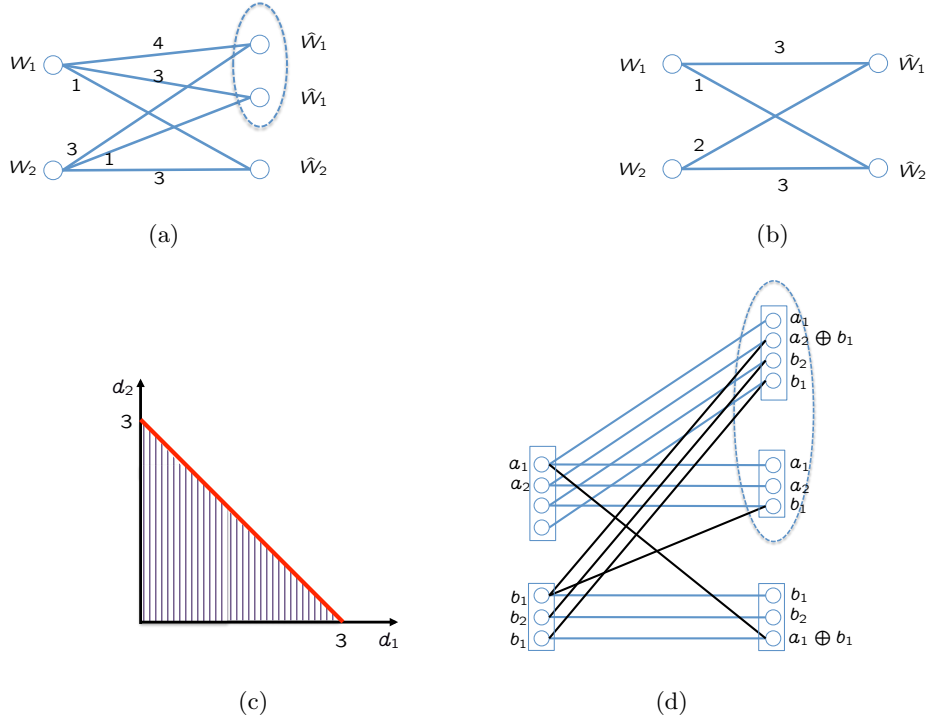 4
W₁
Ŵ₁
1
3
Ŵ₁
3
1
W₂
3
Ŵ₂
(a)
3
W₁
Ŵ₁
1
2
W₂
3
Ŵ₂
(b)
d₂
3
3
d₁
(c)
a₁
a₂ ⊕ b₁
b₂
b₁
a₁
a₁
a₂
a₂
b₁
b₁
b₁
b₂
b₂
b₁
a₁ ⊕ b₁
(d)